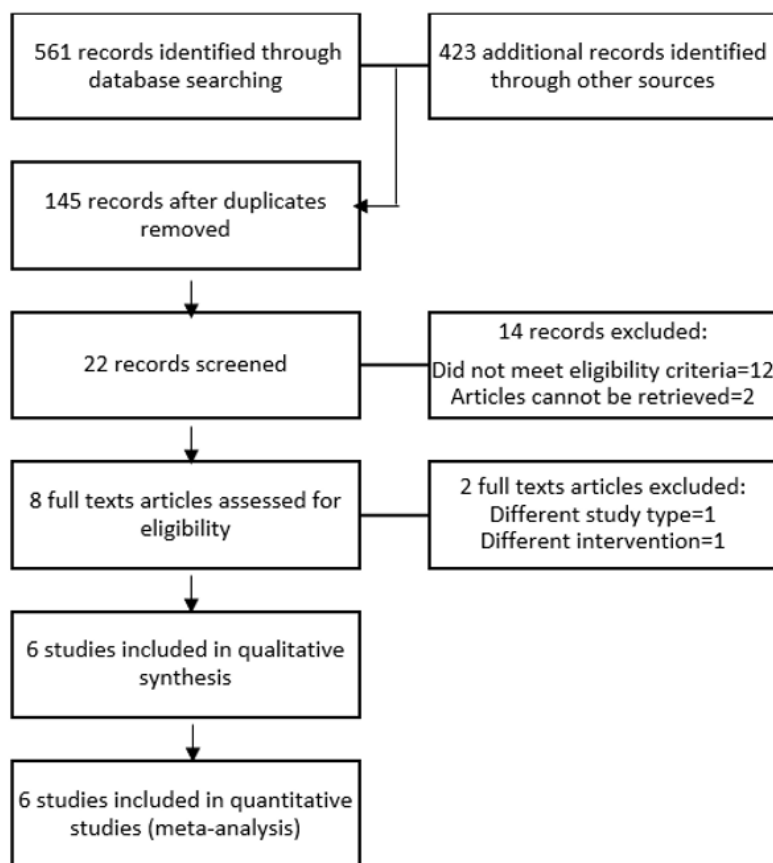 561 records identified through
database searching
423 additional records identified
through other sources
145 records after duplicates
removed
22 records screened
14 records excluded:
Did not meet eligibility criteria=12
Articles cannot be retrieved=2
8 full texts articles assessed for
eligibility
2 full texts articles excluded:
Different study type=1
Different intervention=1
6 studies included in qualitative
synthesis
6 studies included in quantitative
studies (meta-analysis)